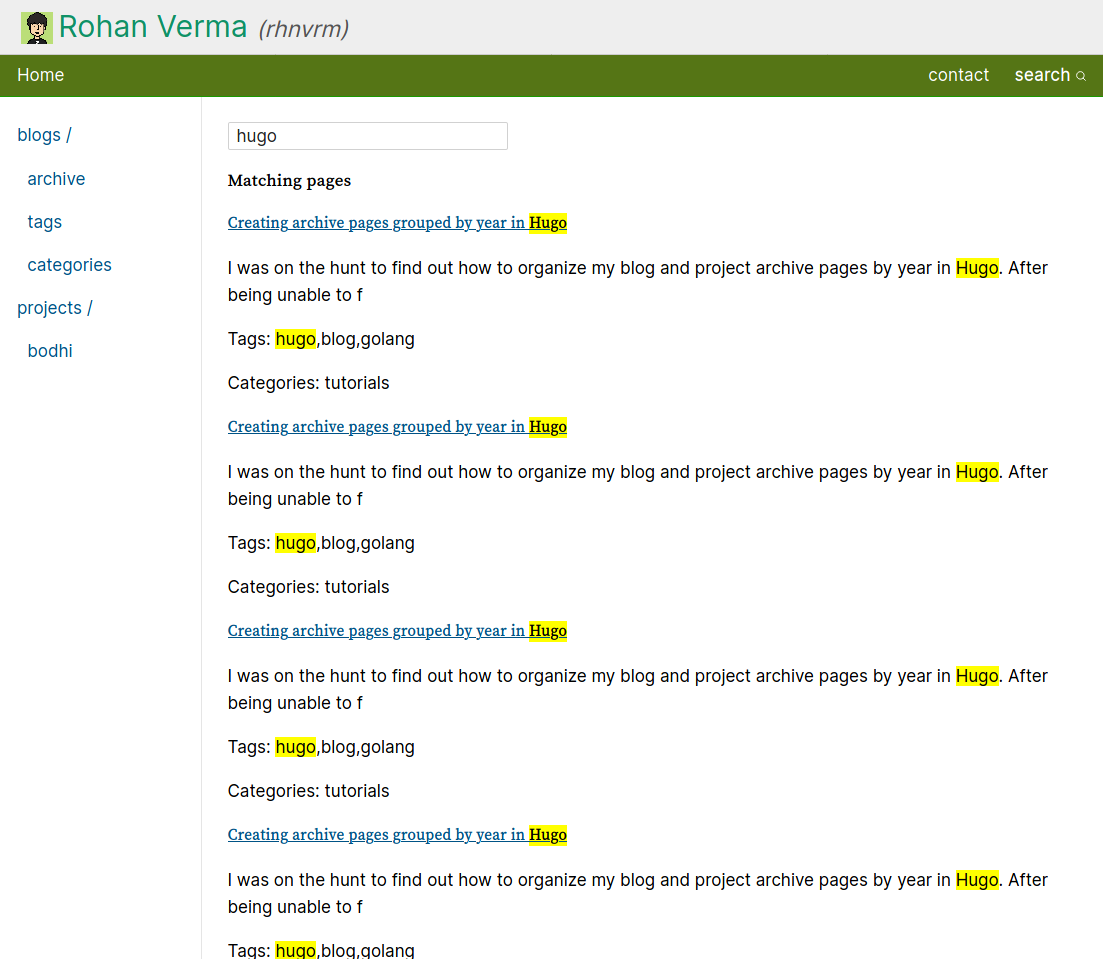 Rohan Verma (rhnvrm)
Home
contact
search
blogs /
archive
tags
categories
projects /
bodhi
hugo
Matching pages
Creating archive pages grouped by year in Hugo
I was on the hunt to find out how to organize my blog and project archive pages by year in Hugo. After
being unable to f
Tags: hugo,blog,golang
Categories: tutorials
Creating archive pages grouped by year in Hugo
I was on the hunt to find out how to organize my blog and project archive pages by year in Hugo. After
being unable to f
Tags: hugo,blog,golang
Categories: tutorials
Creating archive pages grouped by year in Hugo
I was on the hunt to find out how to organize my blog and project archive pages by year in Hugo. After
being unable to f
Tags: hugo,blog,golang
Categories: tutorials
Creating archive pages grouped by year in Hugo
I was on the hunt to find out how to organize my blog and project archive pages by year in Hugo. After
being unable to f
Tags: hugo,blog,golang